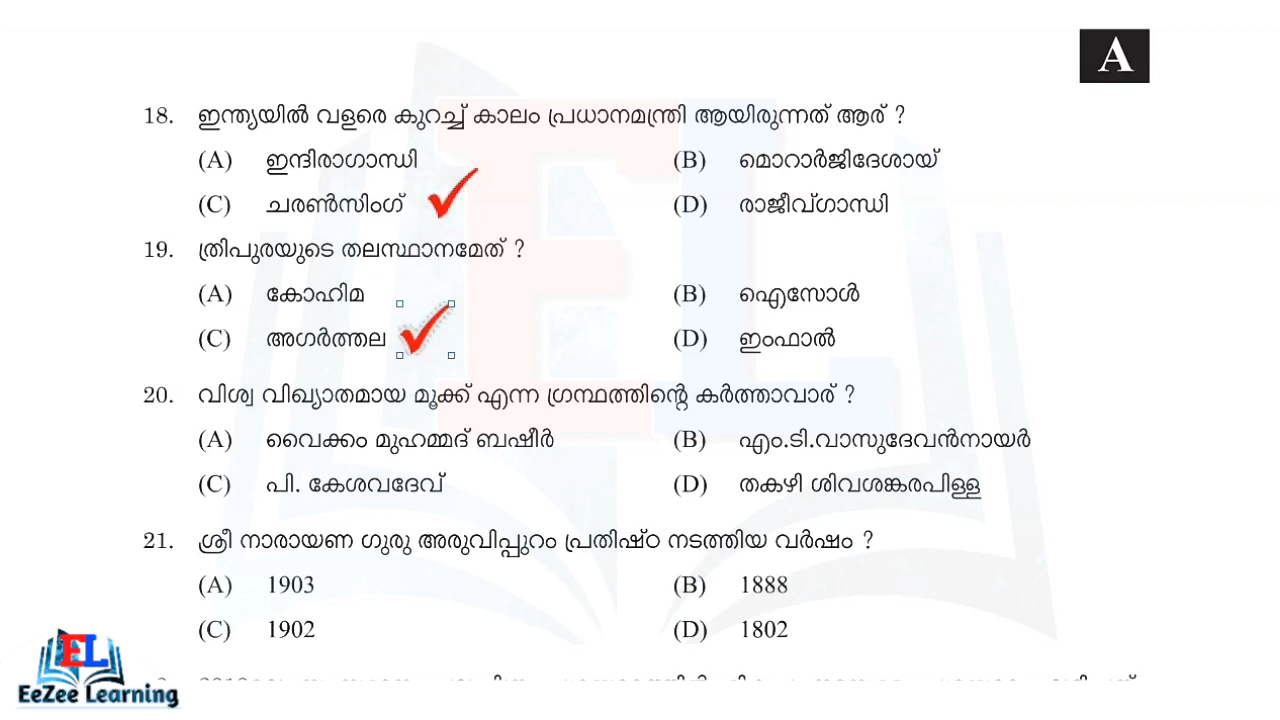 A
18. ഇന്ത്യയിൽ വളരെ കുറച്ച് കാലം പ്രധാനമന്ത്രി ആയിരുന്നത് ആര് ?
(A) ഇന്ദിരാഗാന്ധി (B) മൊറാർജിദേശായ്
(C) ചരൺസിംഗ് (D) രാജീവ്ഗാന്ധി
19. ത്രിപുരയുടെ തലസ്ഥാനമേത് ?
(A) കോഹിമ (B) ഐസോൾ
(C) അഗർത്തല (D) ഇംഫാൽ
20. വിശ്വ വിഖ്യാതമായ മൂക്ക് എന്ന ഗ്രന്ഥത്തിന്റെ കർത്താവാര് ?
(A) വൈക്കം മുഹമ്മദ് ബഷീർ (B) എം.ടി.വാസുദേവൻനായർ
(C) പി. കേശവദേവ് (D) തകഴി ശിവശങ്കരപിള്ള
21. ശ്രീ നാരായണ ഗുരു അരുവിപ്പുറം പ്രതിഷ്ഠ നടത്തിയ വർഷം ?
(A) 1903 (B) 1888
(C) 1902 (D) 1802
EL
EeZee Learning